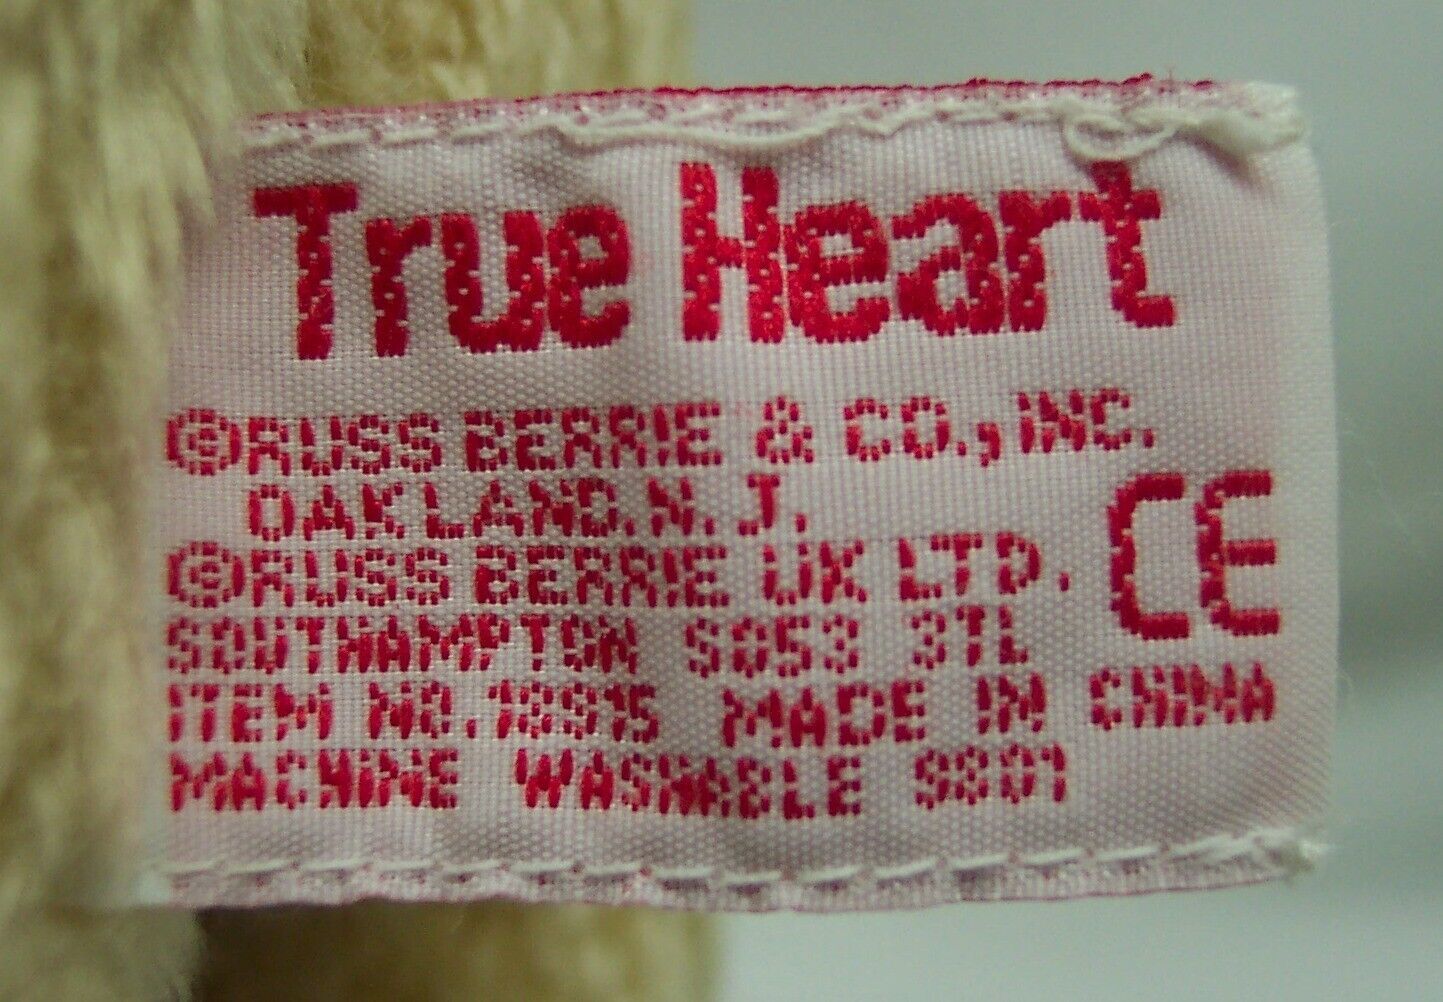 True Heart
©RUSS BERRIE & CO., INC.
OAKLAND. N. J.
©RUSS BERRIE UK LTD.
CE
SOUTHAMPTON SO53 3TL
ITEM NO. 18915 MADE IN CHINA
MACHINE WASHABLE 9801